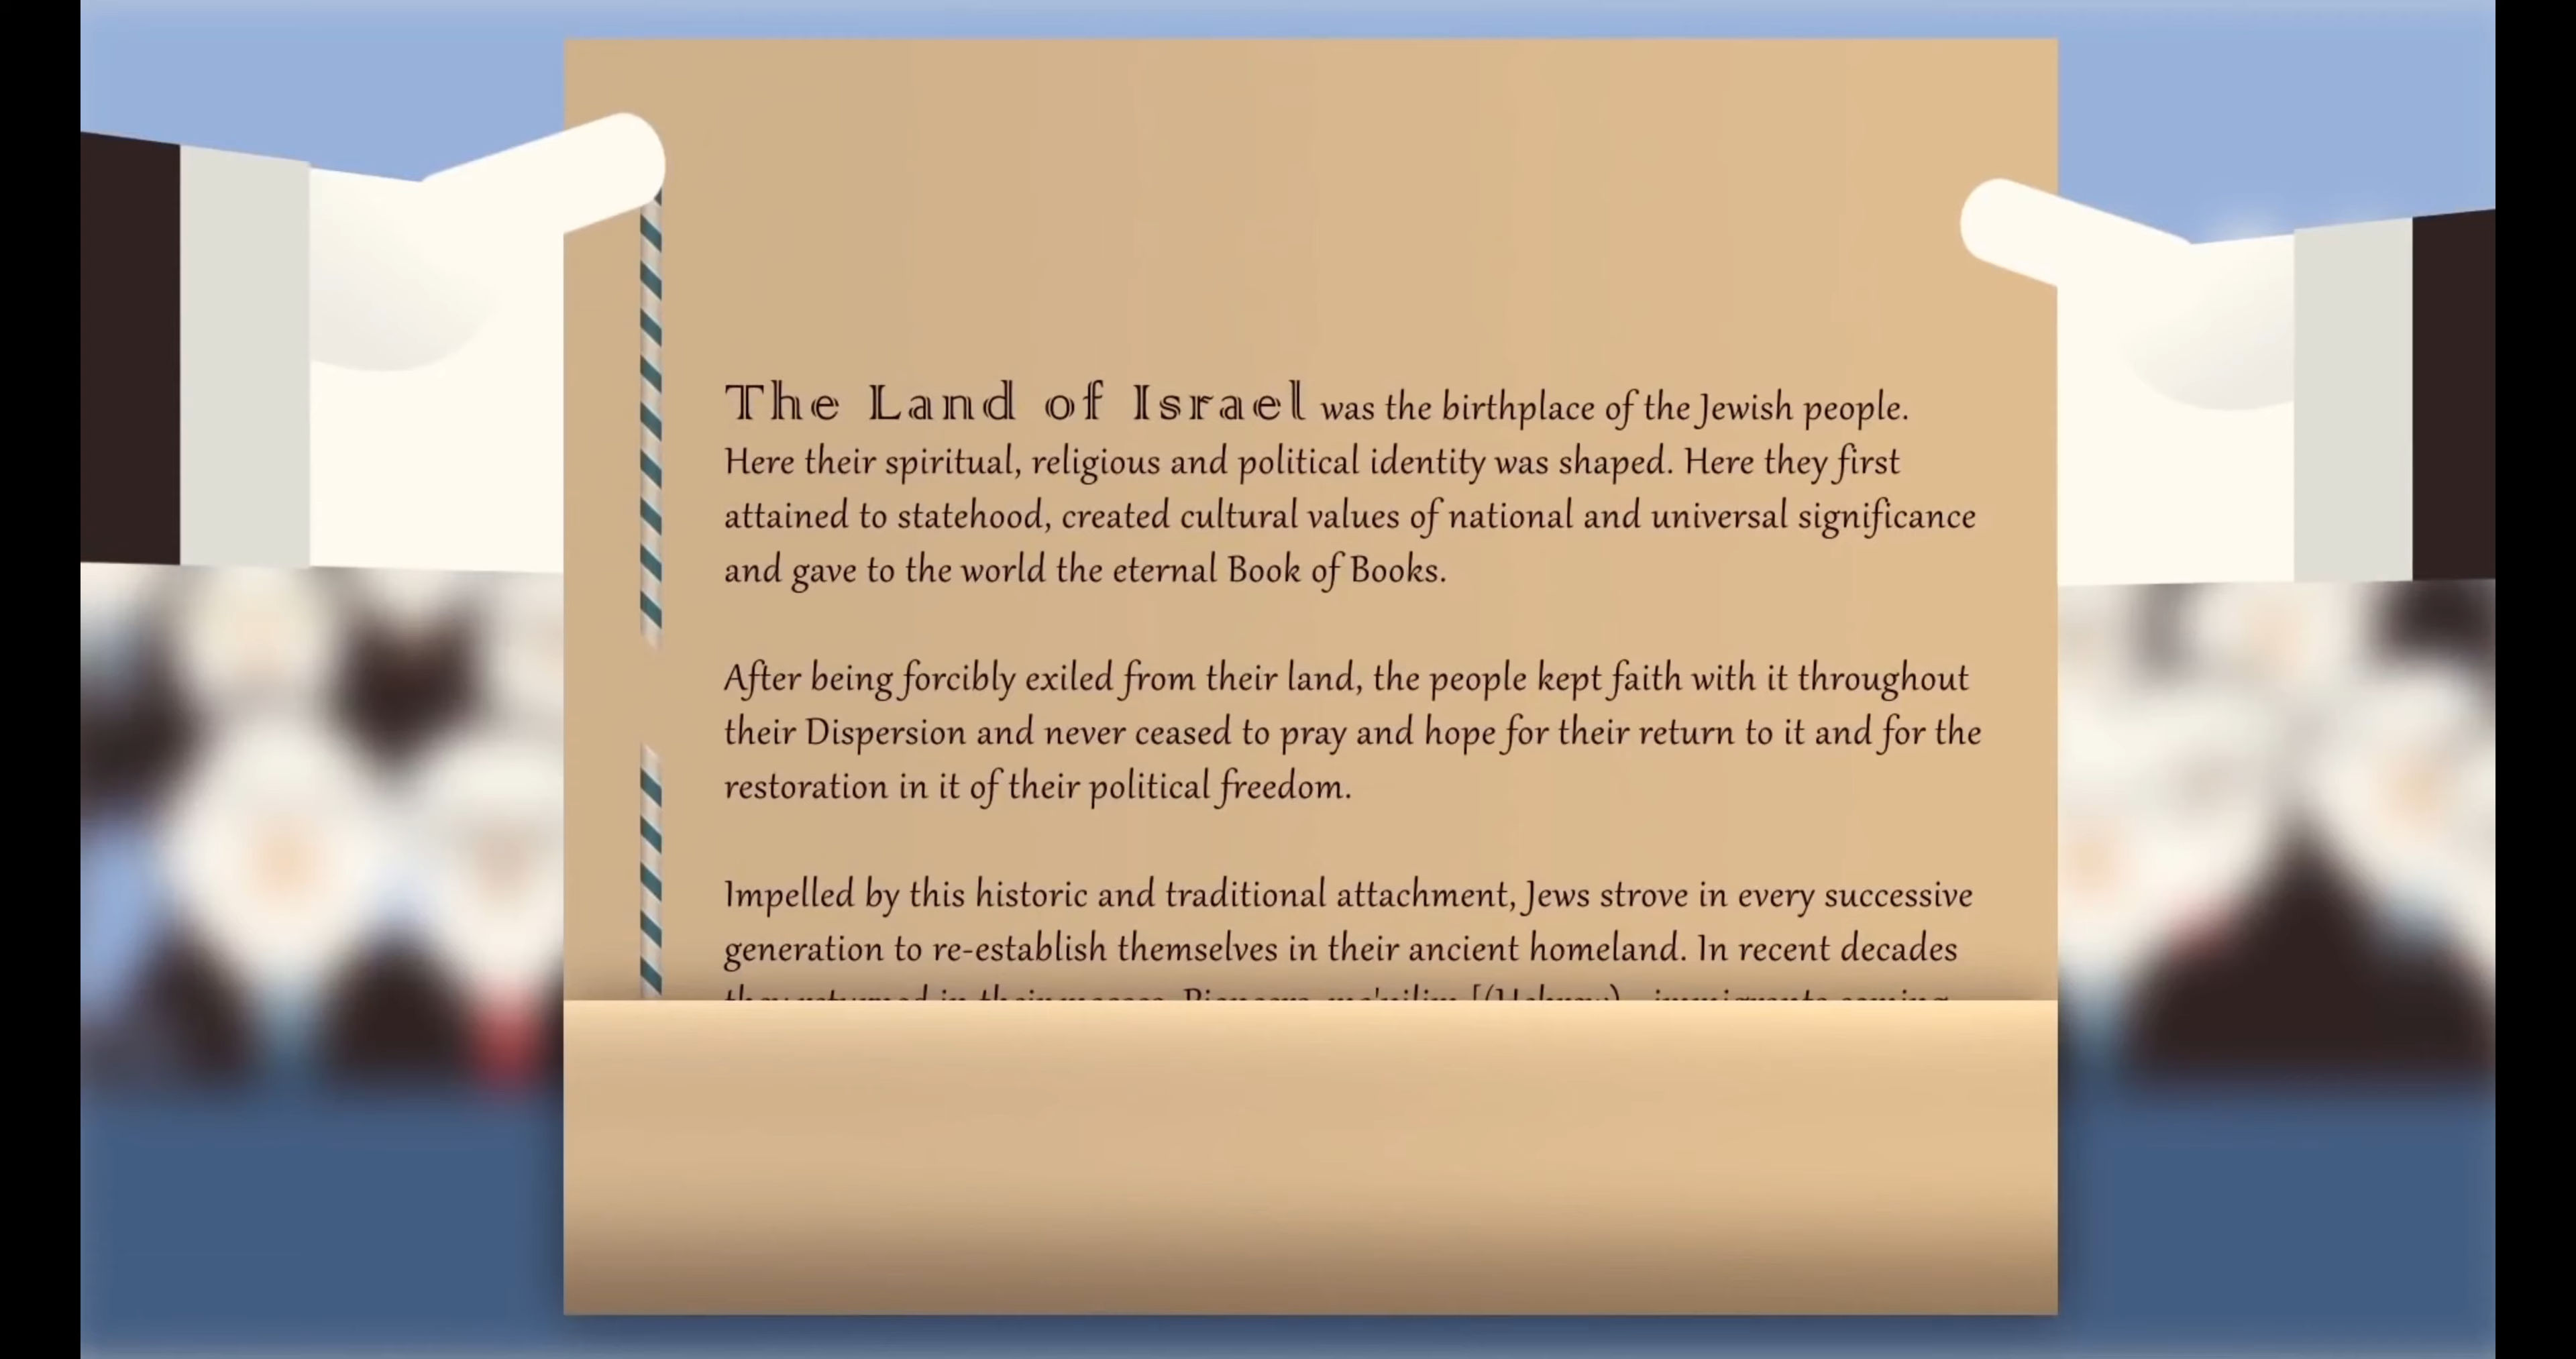 The Land of Israel was the birthplace of the Jewish people.
Here their spiritual, religious and political identity was shaped. Here they first
attained to statehood, created cultural values of national and universal significance
and gave to the world the eternal Book of Books.
After being forcibly exiled from their land, the people kept faith with it throughout
their Dispersion and never ceased to pray and hope for their return to it and for the
restoration in it of their political freedom.
Impelled by this historic and traditional attachment, Jews strove in every successive
generation to re-establish themselves in their ancient homeland. In recent decades